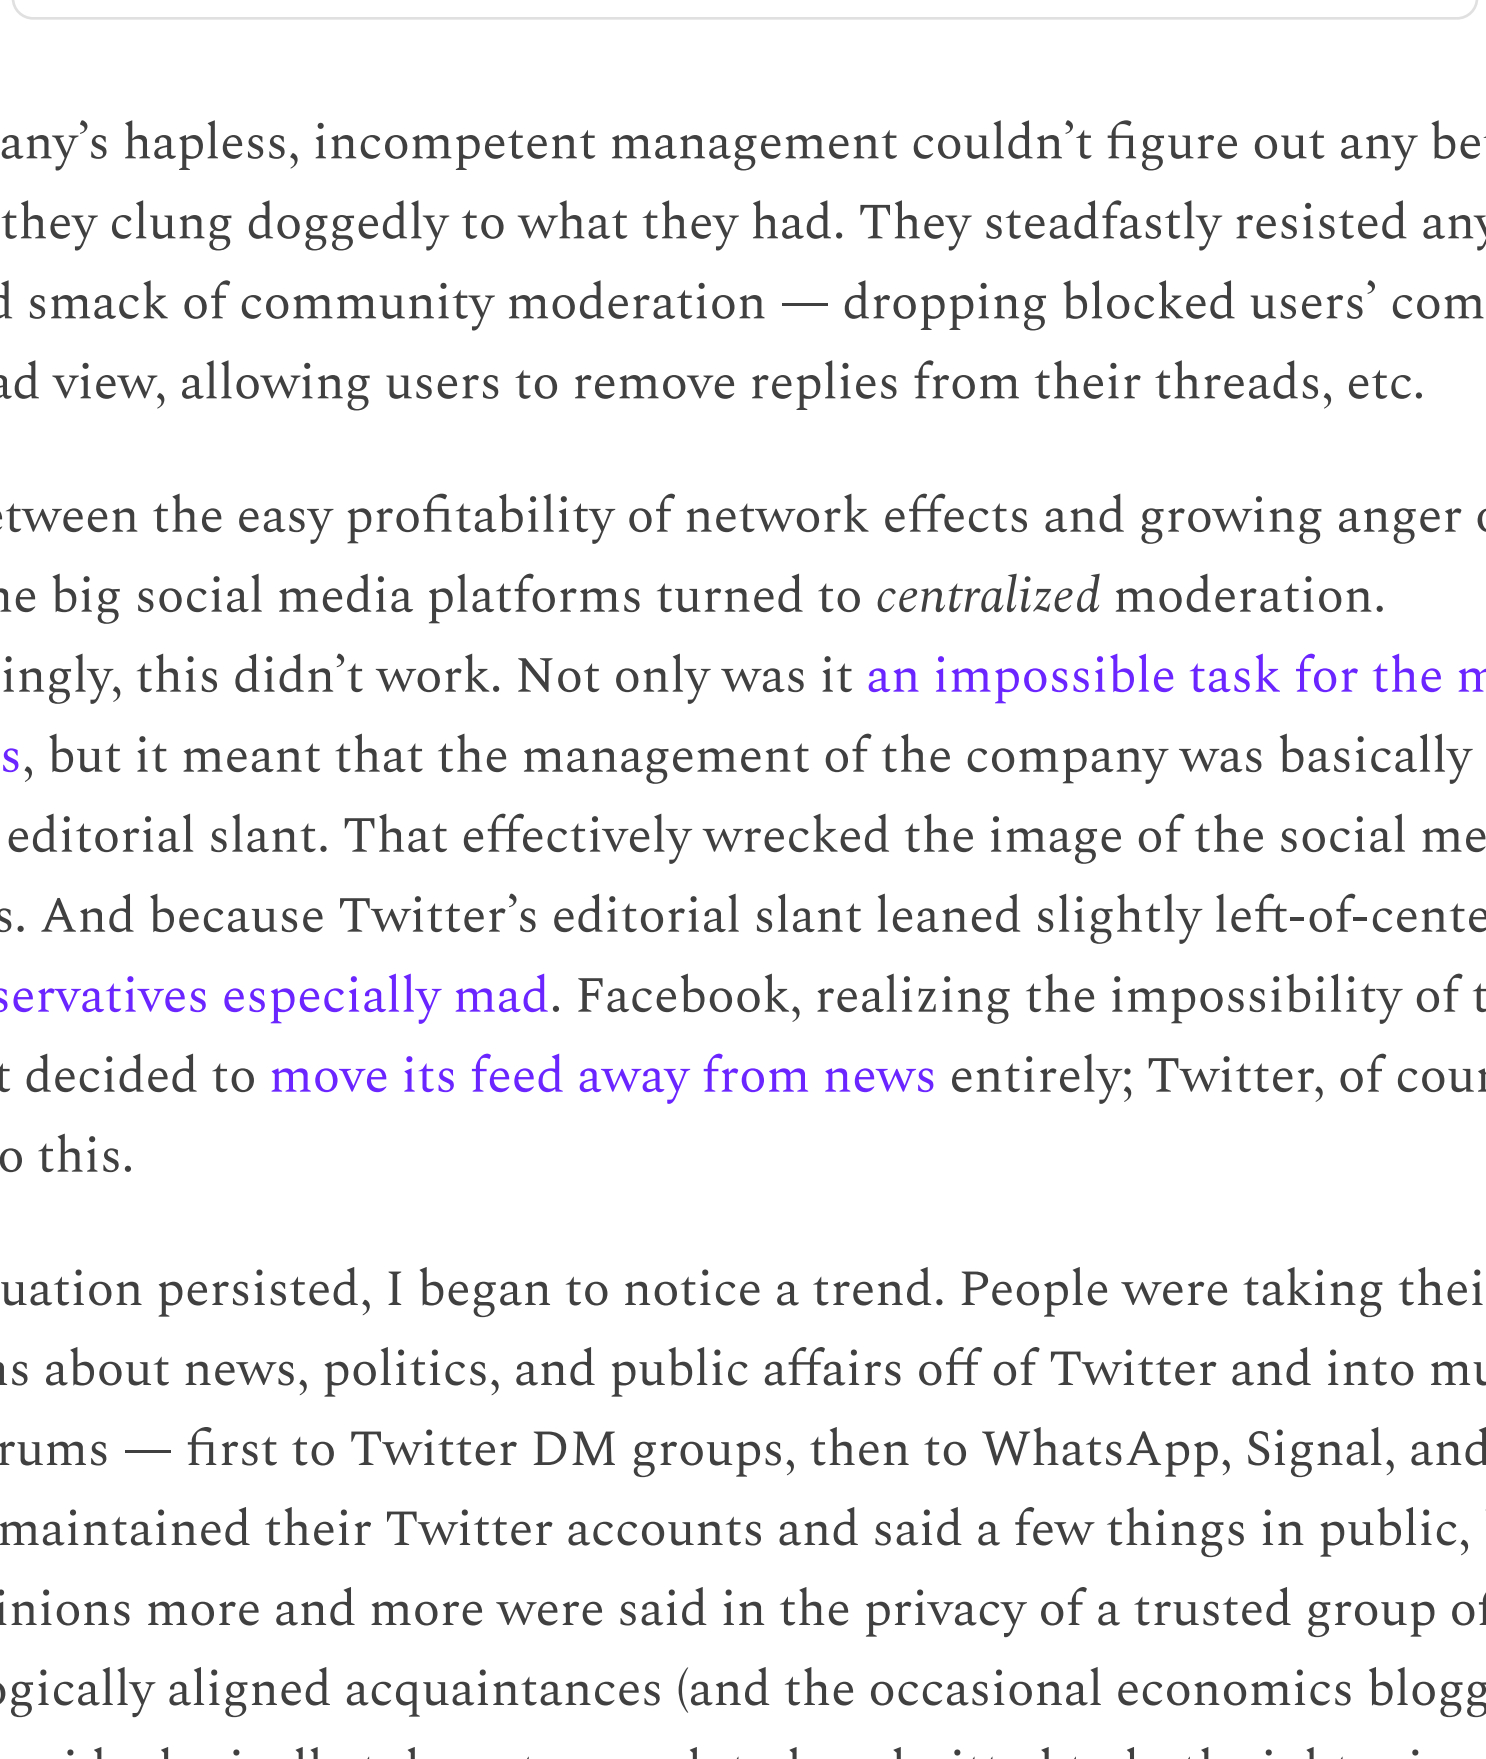 any’s hapless, incompetent management couldn’t figure out any be
they clung doggedly to what they had. They steadfastly resisted any
d smack of community moderation — dropping blocked users’ com
ad view, allowing users to remove replies from their threads, etc.
etween the easy profitability of network effects and growing anger
he big social media platforms turned to centralized moderation.
ingly, this didn’t work. Not only was it an impossible task for the m
s, but it meant that the management of the company was basically
editorial slant. That effectively wrecked the image of the social me
s. And because Twitter’s editorial slant leaned slightly left-of-cente
servatives especially mad. Facebook, realizing the impossibility of t
t decided to move its feed away from news entirely; Twitter, of cour
o this.
uation persisted, I began to notice a trend. People were taking thei
ns about news, politics, and public affairs off of Twitter and into mu
rums — first to Twitter DM groups, then to WhatsApp, Signal, and
maintained their Twitter accounts and said a few things in public,
inions more and more were said in the privacy of a trusted group of
ogically aligned acquaintances (and the occasional economics blogg